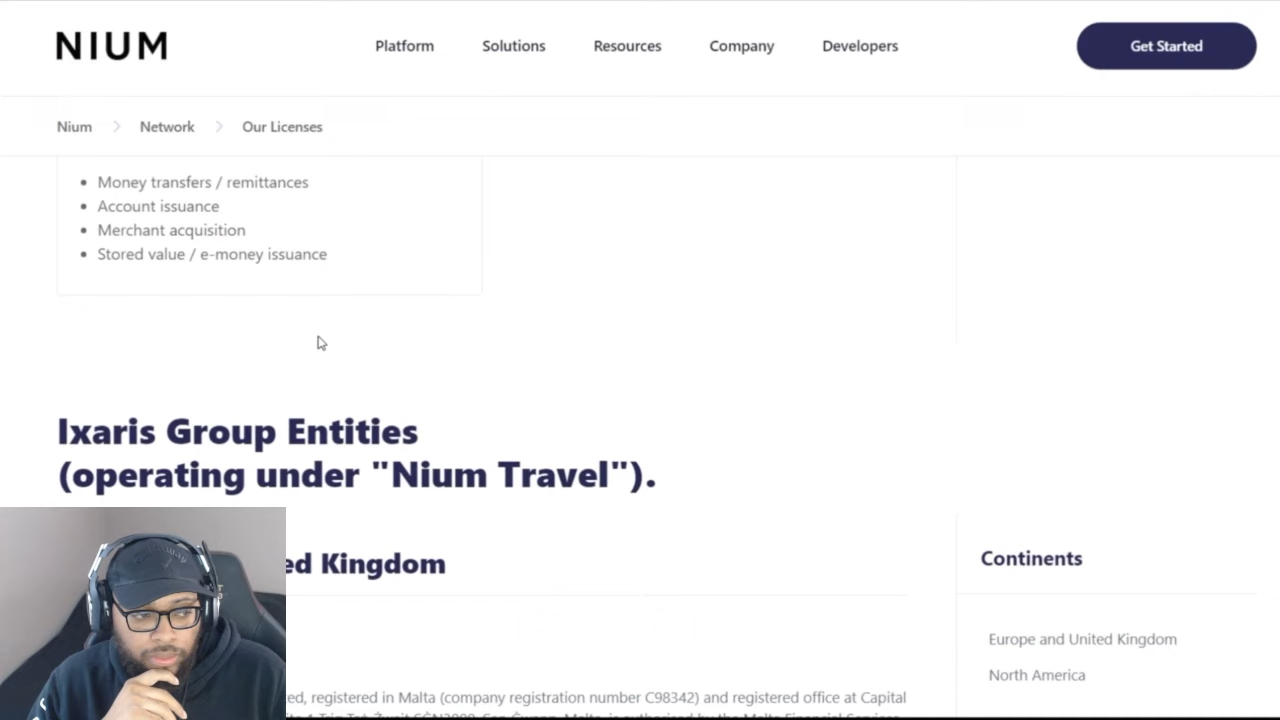 NIUM
Platform
Solutions
Resources
Company
Developers
Get Started
Nium
Network
Our Licenses
Money transfers / remittances
Account issuance
Merchant acquisition
Stored value / e-money issuance
Ixaris Group Entities
(operating under "Nium Travel").
ed Kingdom
Continents
Europe and United Kingdom
North America
ed, registered in Malta (company registration number C98342) and registered office at Capital